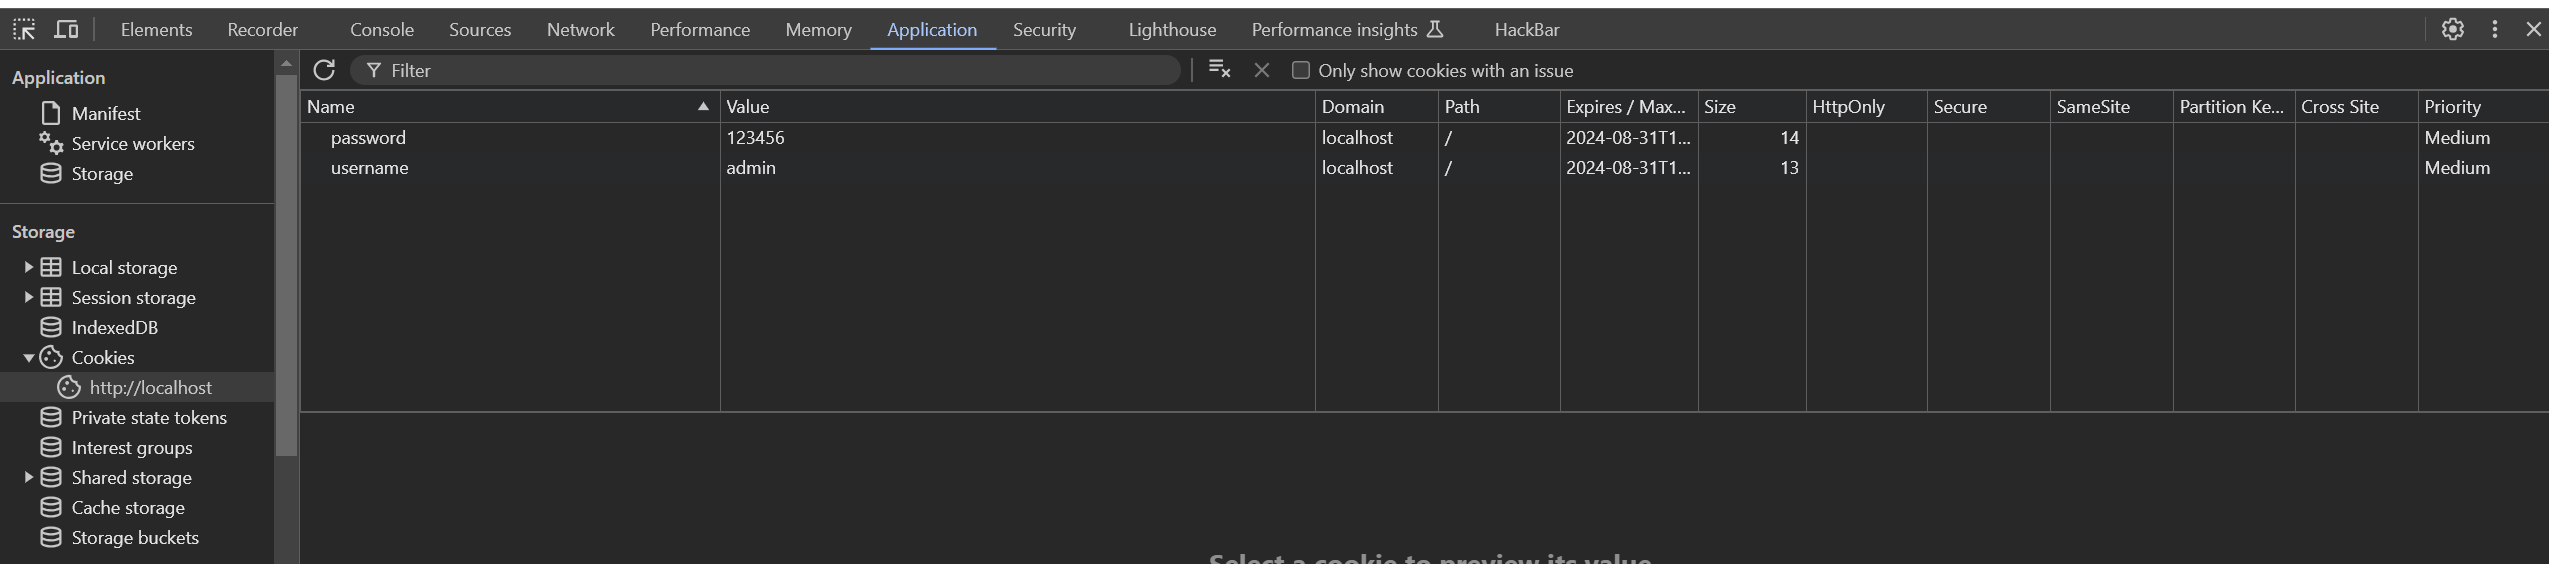 Elements Recorder Console Sources Network Performance Memory Application Security Lighthouse Performance insights HackBar
Application
Manifest
Service workers
Storage
Storage
Local storage
Session storage
IndexedDB
Cookies
http://localhost
Private state tokens
Interest groups
Shared storage
Cache storage
Storage buckets
Filter Only show cookies with an issue
Name Value Domain Path Expires / Max... Size HttpOnly Secure SameSite Partition Ke... Cross Site Priority
password 123456 localhost / 2024-08-31T1... 14 Medium
username admin localhost / 2024-08-31T1... 13 Medium
Select a cookie to preview its value